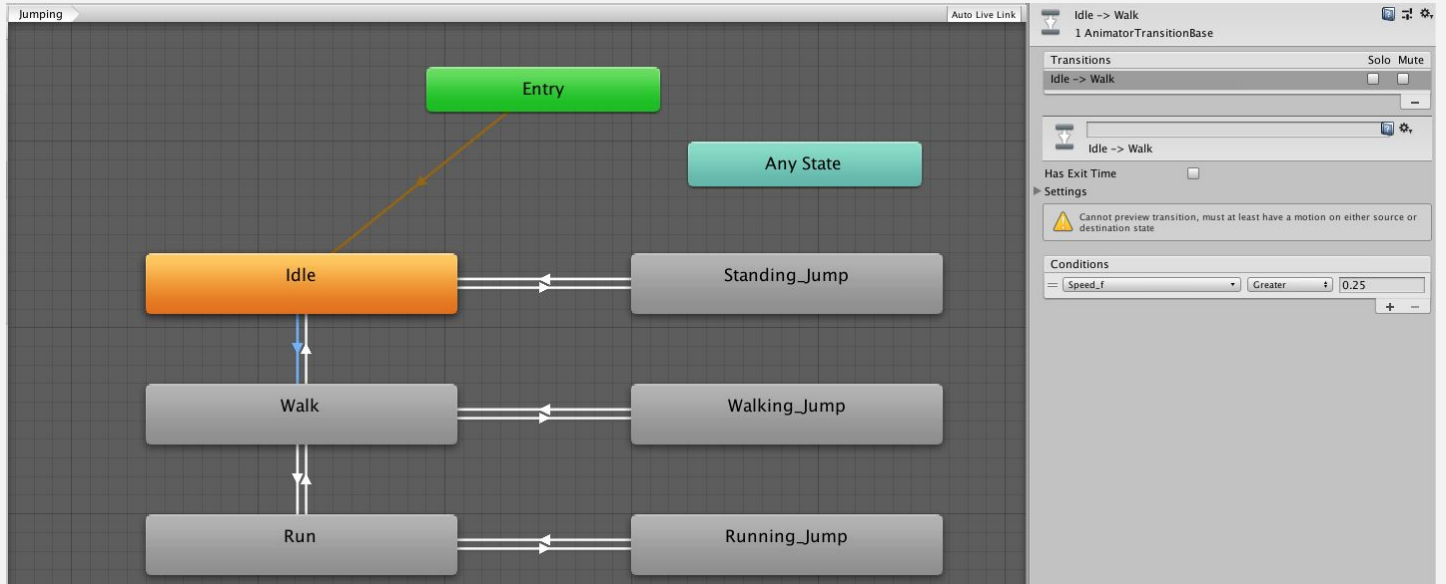 Jumping
Auto Live Link
Entry
Any State
Idle
Standing_Jump
Walk
Walking_Jump
Run
Running_Jump
Idle -> Walk
1 AnimatorTransitionBase
Transitions Solo Mute
Idle -> Walk
Idle -> Walk
Has Exit Time
Settings
Cannot preview transition, must at least have a motion on either source or
destination state
Conditions
Speed_f Greater 0.25